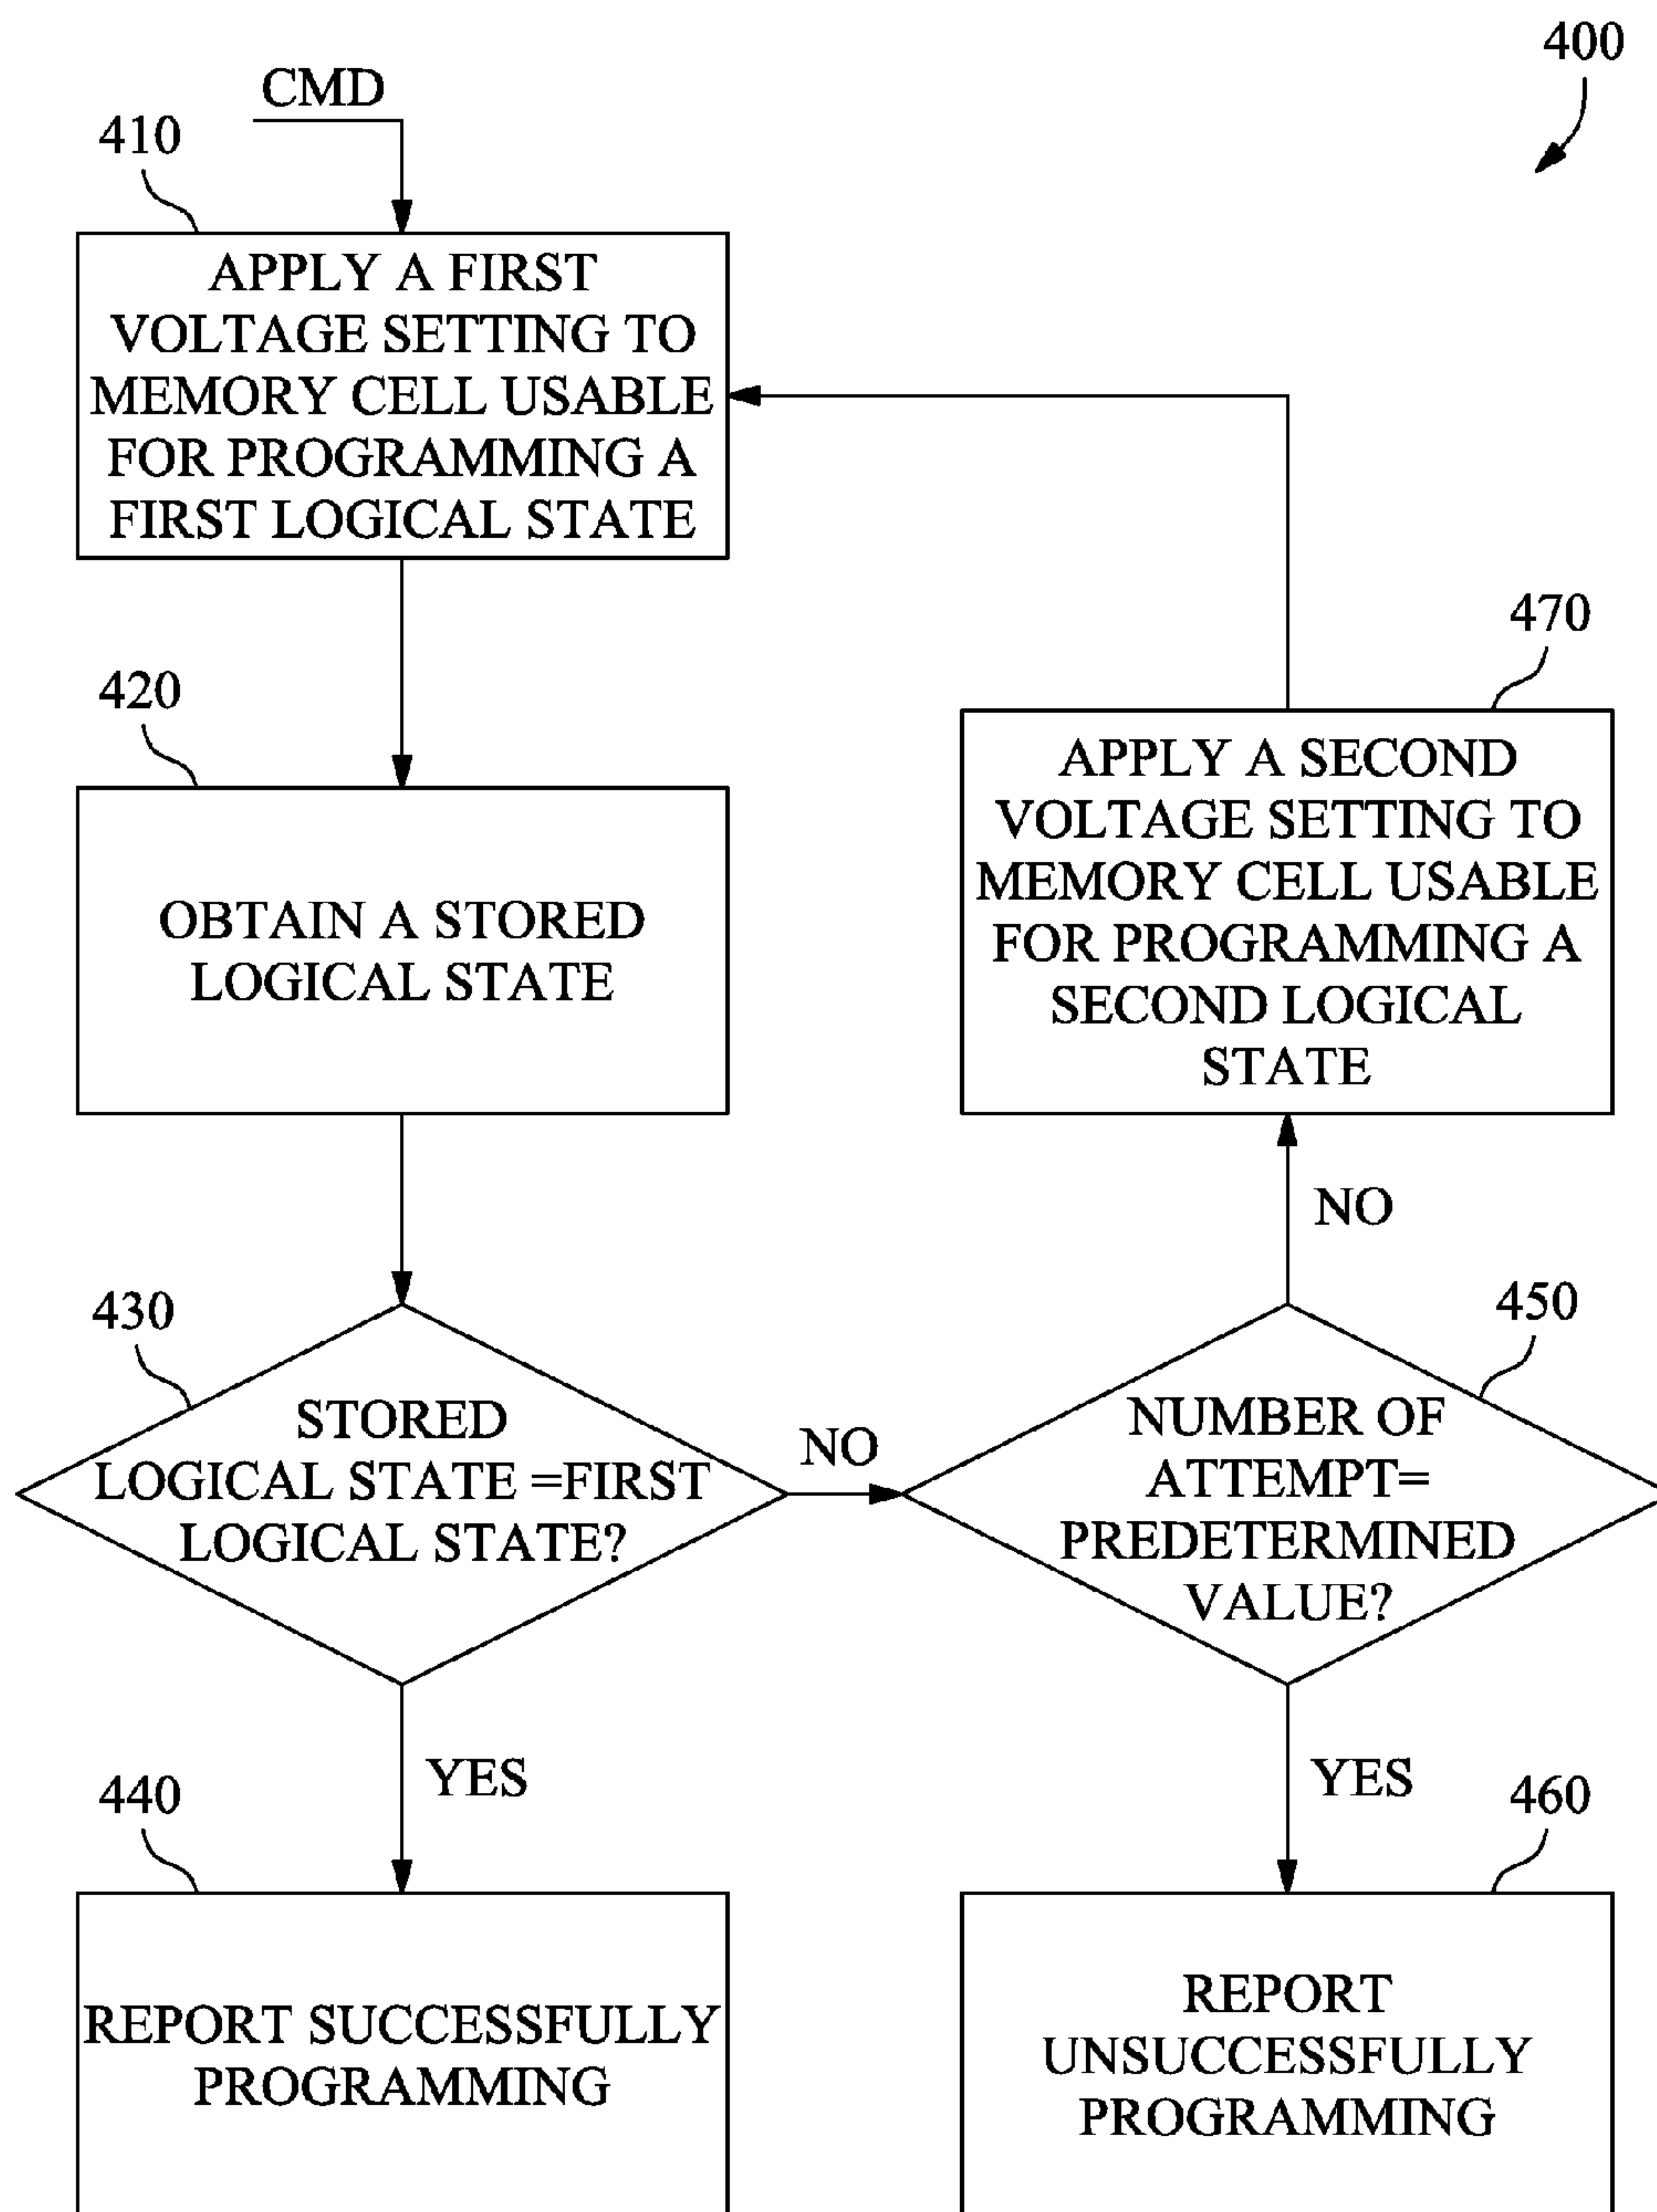 400
CMD
410
APPLY A FIRST
VOLTAGE SETTING TO
MEMORY CELL USABLE
FOR PROGRAMMING A
FIRST LOGICAL STATE
420
OBTAIN A STORED
LOGICAL STATE
430
STORED
LOGICAL STATE =FIRST
LOGICAL STATE?
NO
YES
440
REPORT SUCCESSFULLY
PROGRAMMING
470
APPLY A SECOND
VOLTAGE SETTING TO
MEMORY CELL USABLE
FOR PROGRAMMING A
SECOND LOGICAL
STATE
NO
450
NUMBER OF
ATTEMPT=
PREDETERMINED
VALUE?
YES
460
REPORT
UNSUCCESSFULLY
PROGRAMMING